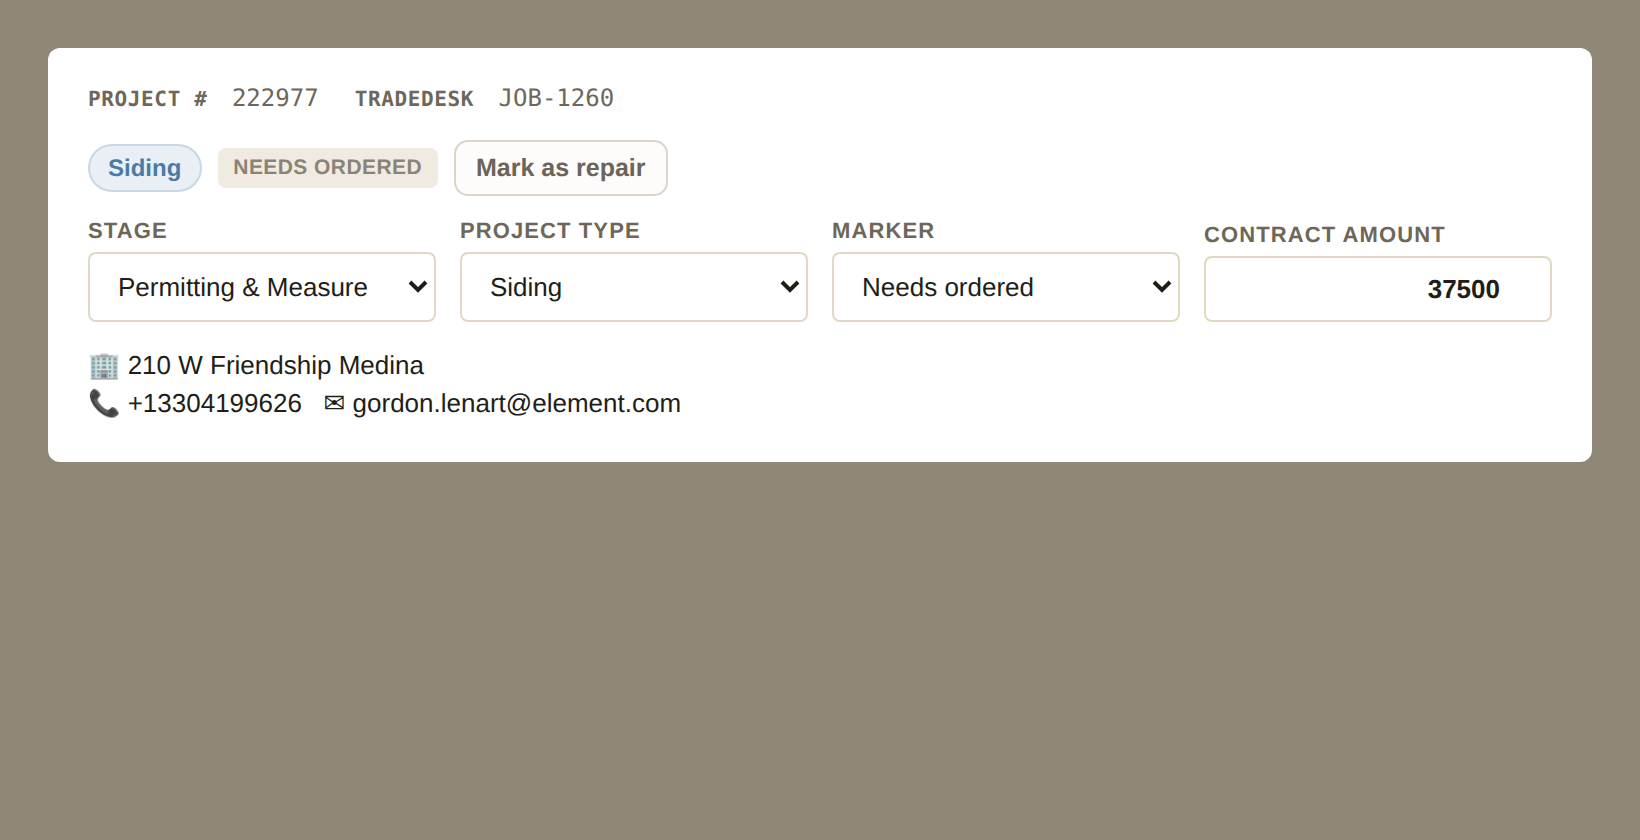 PROJECT # 222977 TRADEDESK JOB-1260
Siding NEEDS ORDERED Mark as repair
STAGE PROJECT TYPE MARKER CONTRACT AMOUNT
Permitting & Measure Siding Needs ordered 37500
🏢 210 W Friendship Medina
📞 +13304199626 ✉ gordon.lenart@element.com